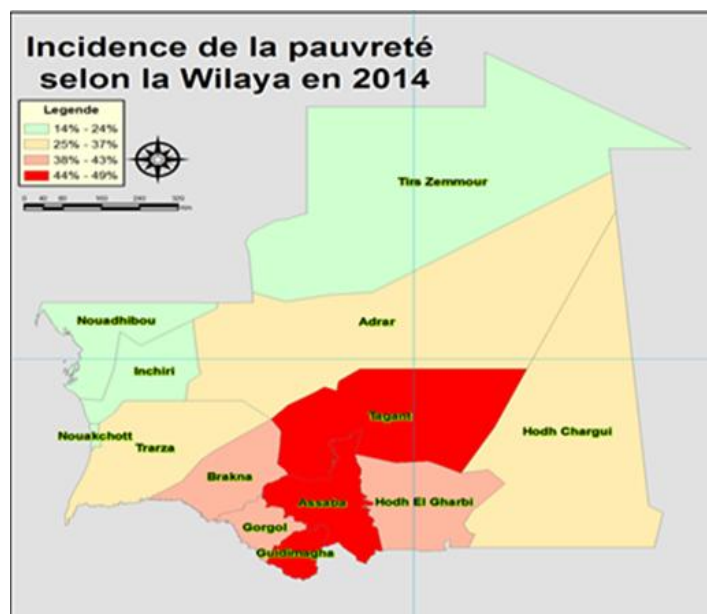 Incidence de la pauvreté
selon la Wilaya en 2014
Legende
14% - 24%
25% - 37%
38% - 43%
44% - 49%
Tirs Zemmour
Nouadhibou
Adrar
Inchiri
Tagant
Nouakchott
Trarza
Hodh Chargui
Brakna
Assaba
Hodh El Gharbi
Gorgol
Guidimagha